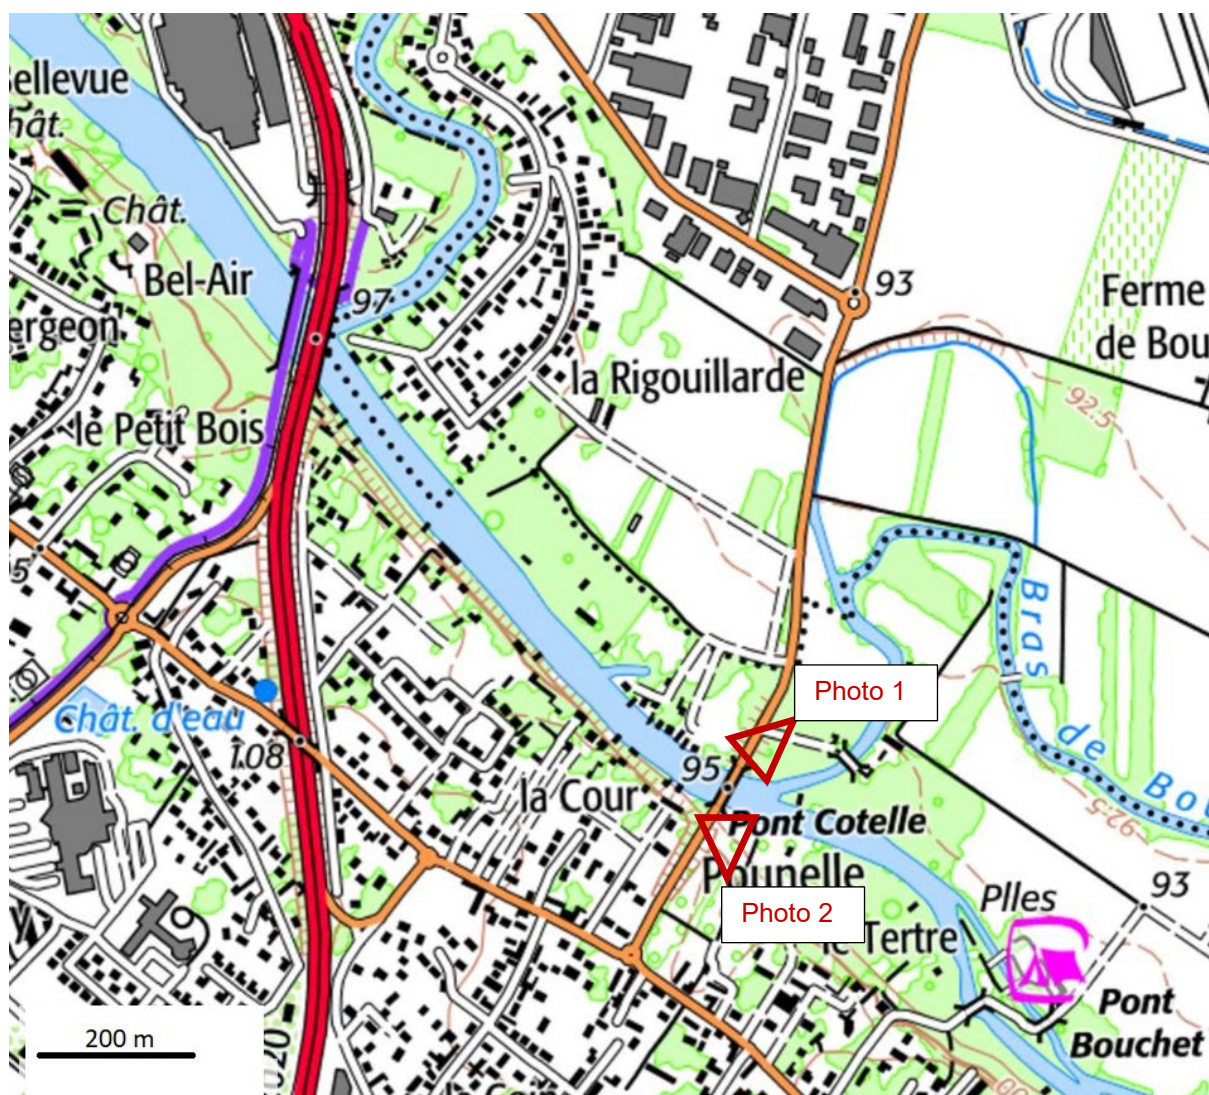 ellevue
hât.
Chât.
Bel-Air
ergeon
97
93
Ferme
de Bou
la Rigouillarde
92.5
le Petit Bois
5
Bras
de
Bou
Photo 1
Chât. d'eau
108
95
la Cour
Pont Cotelle
92.5
Pounelle
Photo 2
Plles
93
le Tertre
Pont
Bouchet
200 m